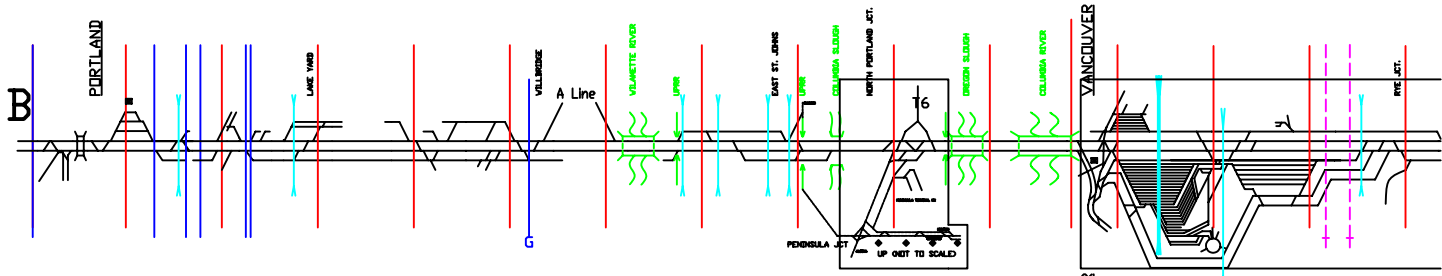 B
PORTLAND
LAKE YARD
G
WILLBRIDGE
A Line
WILAMETTE RIVER
UPRR
EAST ST. JOHNS
UPRR
COLUMBIA SLOUGH
NORTH PORTLAND JCT.
T6
PENINSULA JCT
UP (NOT TO SCALE)
OREGON SLOUGH
COLUMBIA RIVER
VANCOUVER
RYE JCT.